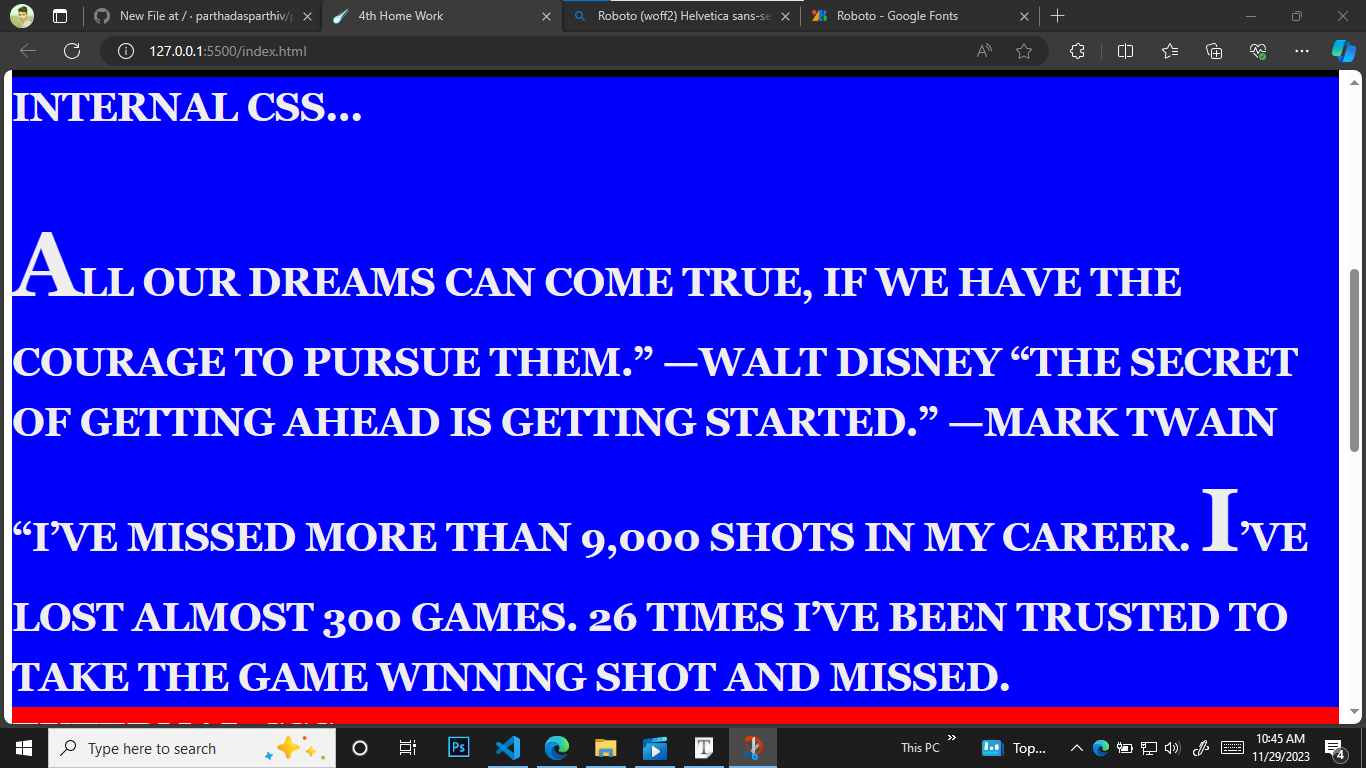 New File at / · parthadasparthiv/p
4th Home Work
Roboto (woff2) Helvetica sans-se
Roboto - Google Fonts
127.0.0.1:5500/index.html
INTERNAL CSS...
ALL OUR DREAMS CAN COME TRUE, IF WE HAVE THE
COURAGE TO PURSUE THEM.” —WALT DISNEY “THE SECRET
OF GETTING AHEAD IS GETTING STARTED.” —MARK TWAIN
“I’VE MISSED MORE THAN 9,000 SHOTS IN MY CAREER. I’VE
LOST ALMOST 300 GAMES. 26 TIMES I’VE BEEN TRUSTED TO
TAKE THE GAME WINNING SHOT AND MISSED.
Type here to search
Ps
T
This PC
Top...
10:45 AM
11/29/2023
4